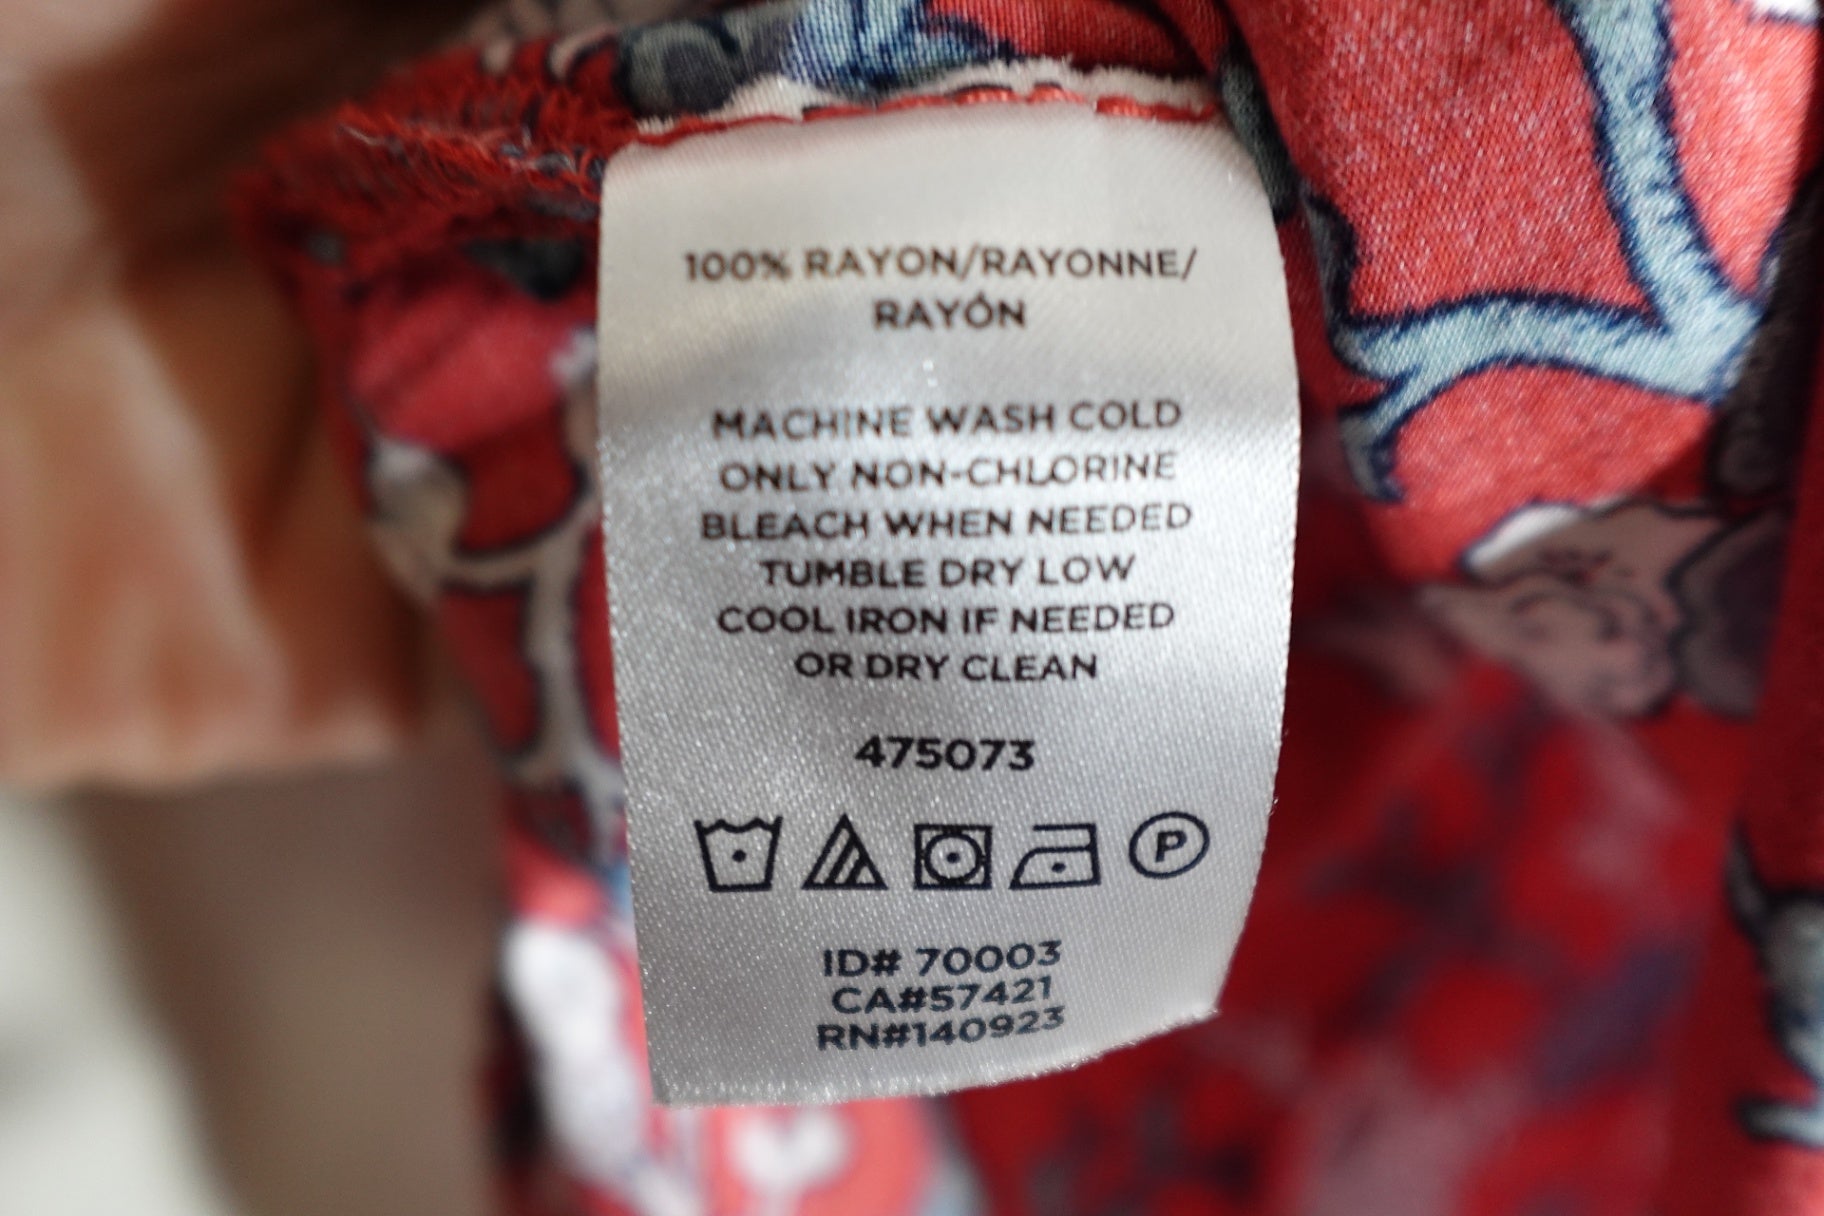 100% RAYON/RAYONNE/
RAYÓN
MACHINE WASH COLD
ONLY NON-CHLORINE
BLEACH WHEN NEEDED
TUMBLE DRY LOW
COOL IRON IF NEEDED
OR DRY CLEAN
475073
P
ID# 70003
CA#57421
RN#140923